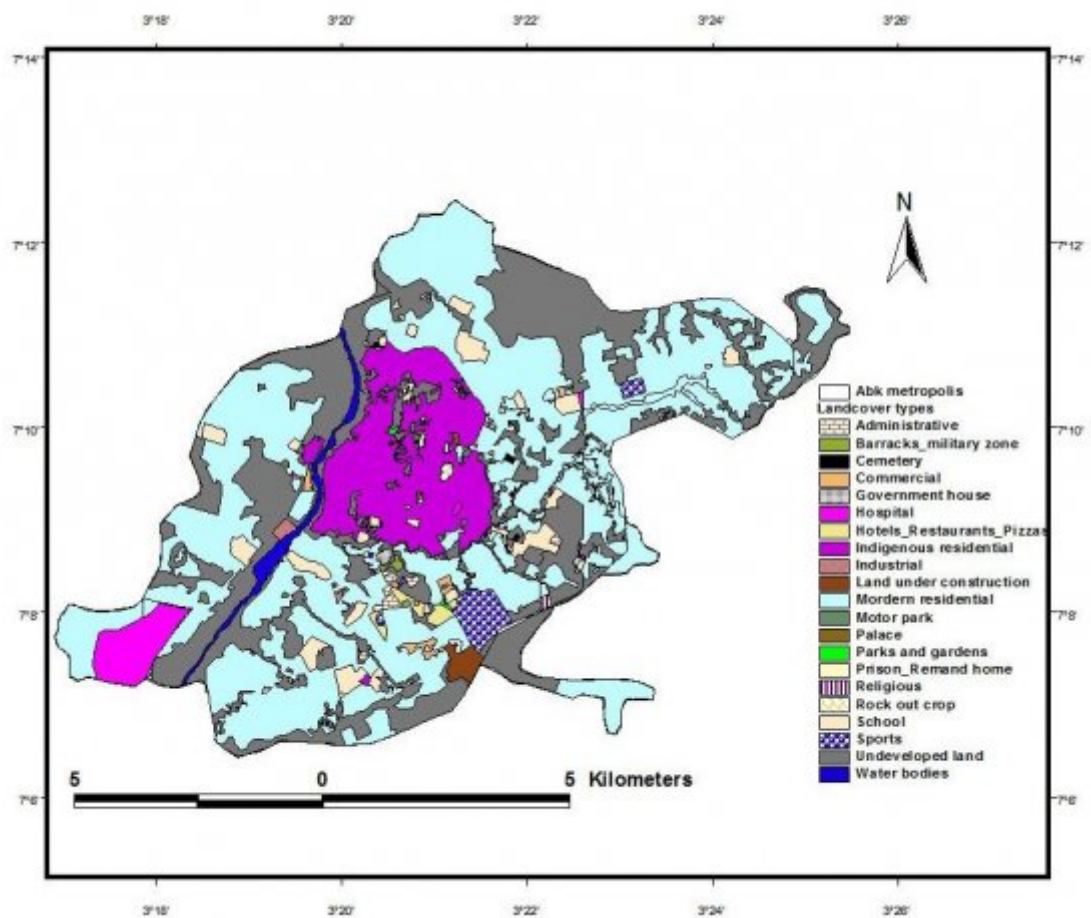 3°18' 3°20' 3°22' 3°24' 3°26'
7°14' 7°14'
N
7°12' 7°12'
Abk metropolis
Landcover types
Administrative
7°10' 7°10'
Barracks_military zone
Cemetery
Commercial
Government house
Hospital
Hotels_Restaurants_Pizzas
Indigenous residential
Industrial
Land under construction
Mordern residential
7°8' 7°8'
Motor park
Palace
Parks and gardens
Prison_Remand home
Religious
Rock out crop
School
Sports
Undeveloped land
Water bodies
5 0 5 Kilometers
7°6' 7°6'
3°18' 3°20' 3°22' 3°24' 3°26'